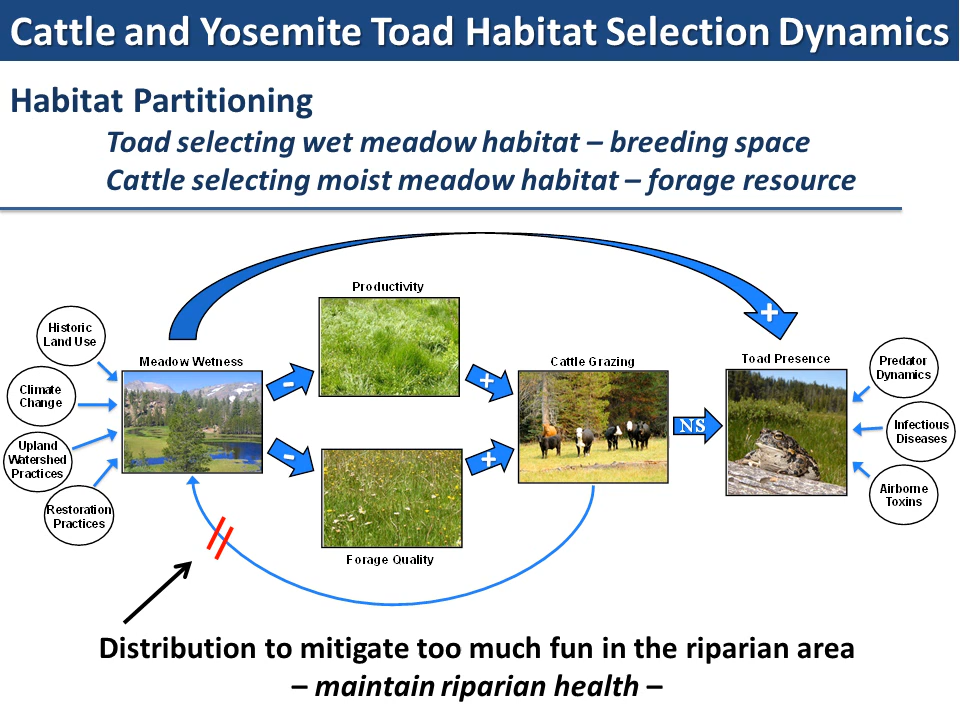 Cattle and Yosemite Toad Habitat Selection Dynamics
Habitat Partitioning
Toad selecting wet meadow habitat – breeding space
Cattle selecting moist meadow habitat – forage resource
Productivity
+
Historic
Land Use
Meadow Wetness
Cattle Grazing
Toad Presence
Predator
Dynamics
-
+
Climate
Change
NS
Infectious
Diseases
Upland
Watershed
Practices
-
+
Airborne
Toxins
Restoration
Practices
Forage Quality
Distribution to mitigate too much fun in the riparian area
– maintain riparian health –